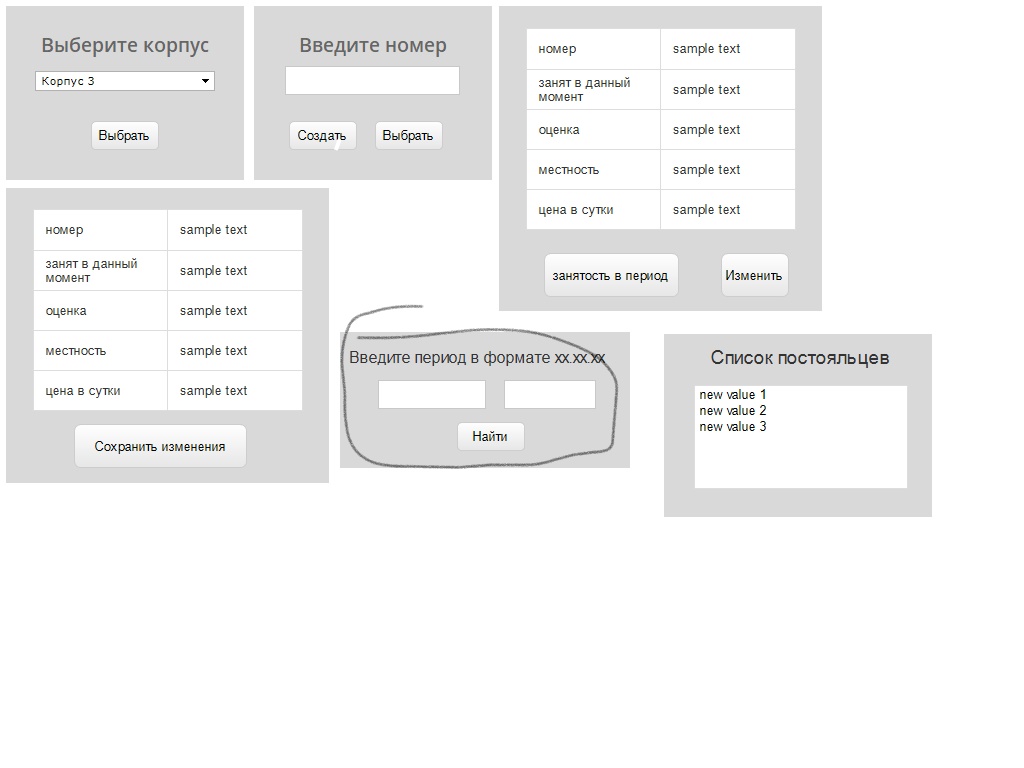 Выберите корпус
Корпус 3
Выбрать
Введите номер
Создать Выбрать
номер sample text
занят в данный
момент sample text
оценка sample text
местность sample text
цена в сутки sample text
занятость в период Изменить
номер sample text
занят в данный
момент sample text
оценка sample text
местность sample text
цена в сутки sample text
Сохранить изменения
Введите период в формате xx.xx.xx
Найти
Список постояльцев
new value 1
new value 2
new value 3